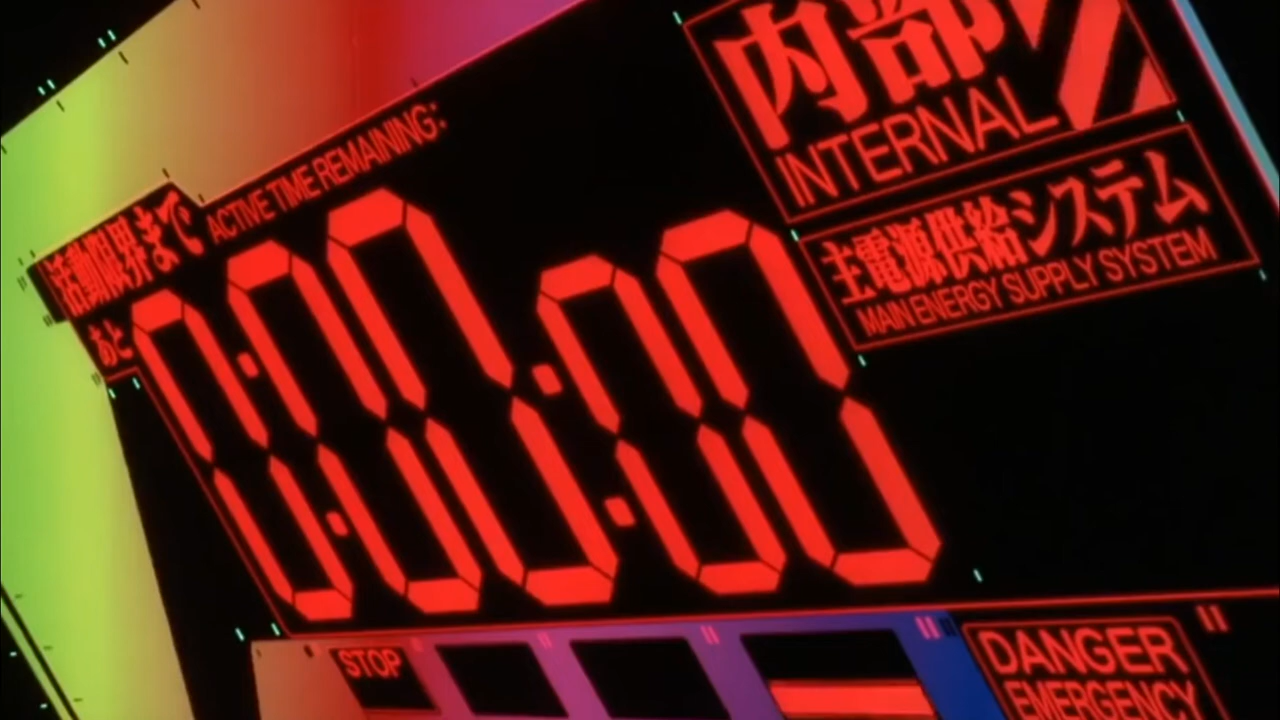 内部
INTERNAL
主電源供給システム
MAIN ENERGY SUPPLY SYSTEM
活動限界まで
ACTIVE TIME REMAINING:
あと
0:00:00
STOP
DANGER
EMERGENCY